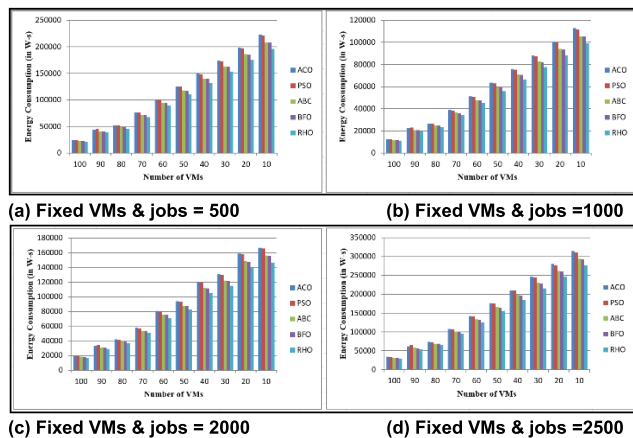 250000
200000
150000
100000
50000
0
Energy Consumption (in W-s)
100 90 80 70 60 50 40 30 20 10
Number of VMs
ACO
PSO
ABC
BFO
RHO
120000
100000
80000
60000
40000
20000
0
Energy Consumption (in W-s)
100 90 80 70 60 50 40 30 20 10
Number of VMs
ACO
PSO
ABC
BFO
RHO
(a) Fixed VMs & jobs = 500
(b) Fixed VMs & jobs =1000
180000
160000
140000
120000
100000
80000
60000
40000
20000
0
Energy Consumption (in W-s)
100 90 80 70 60 50 40 30 20 10
Number of VMs
ACO
PSO
ABC
BFO
RHO
350000
300000
250000
200000
150000
100000
50000
0
Energy Consumption (in W-s)
100 90 80 70 60 50 40 30 20 10
Number of VMs
ACO
PSO
ABC
BFO
RHO
(c) Fixed VMs & jobs = 2000
(d) Fixed VMs & jobs =2500